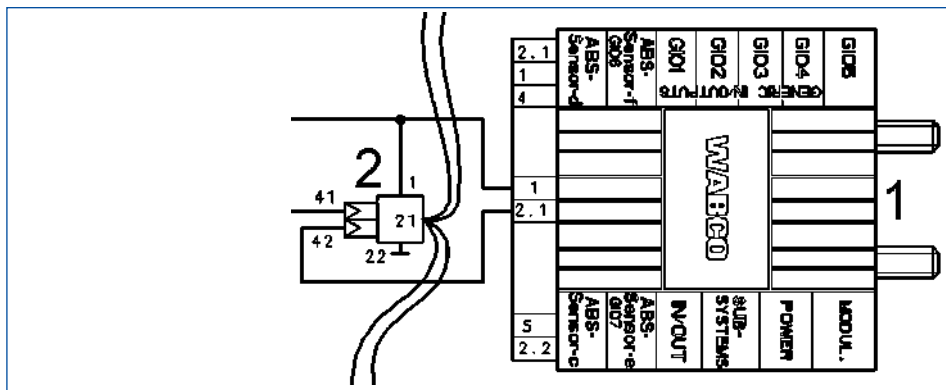 2.1
1
4
1
2.1
5
2.2
ABS-
Sensor-d
ABS-
Sensor-f
GIO6
GIO1
GIO2
GIO3
GIO4
GIO5
GENERIC IN/OUT PUTS
WABCO
1
2
1
41
42
21
22
ABS-
Sensor-c
ABS-
Sensor-e
GIO7
IN/OUT
SUB-
SYSTEMS
POWER
MODUL.